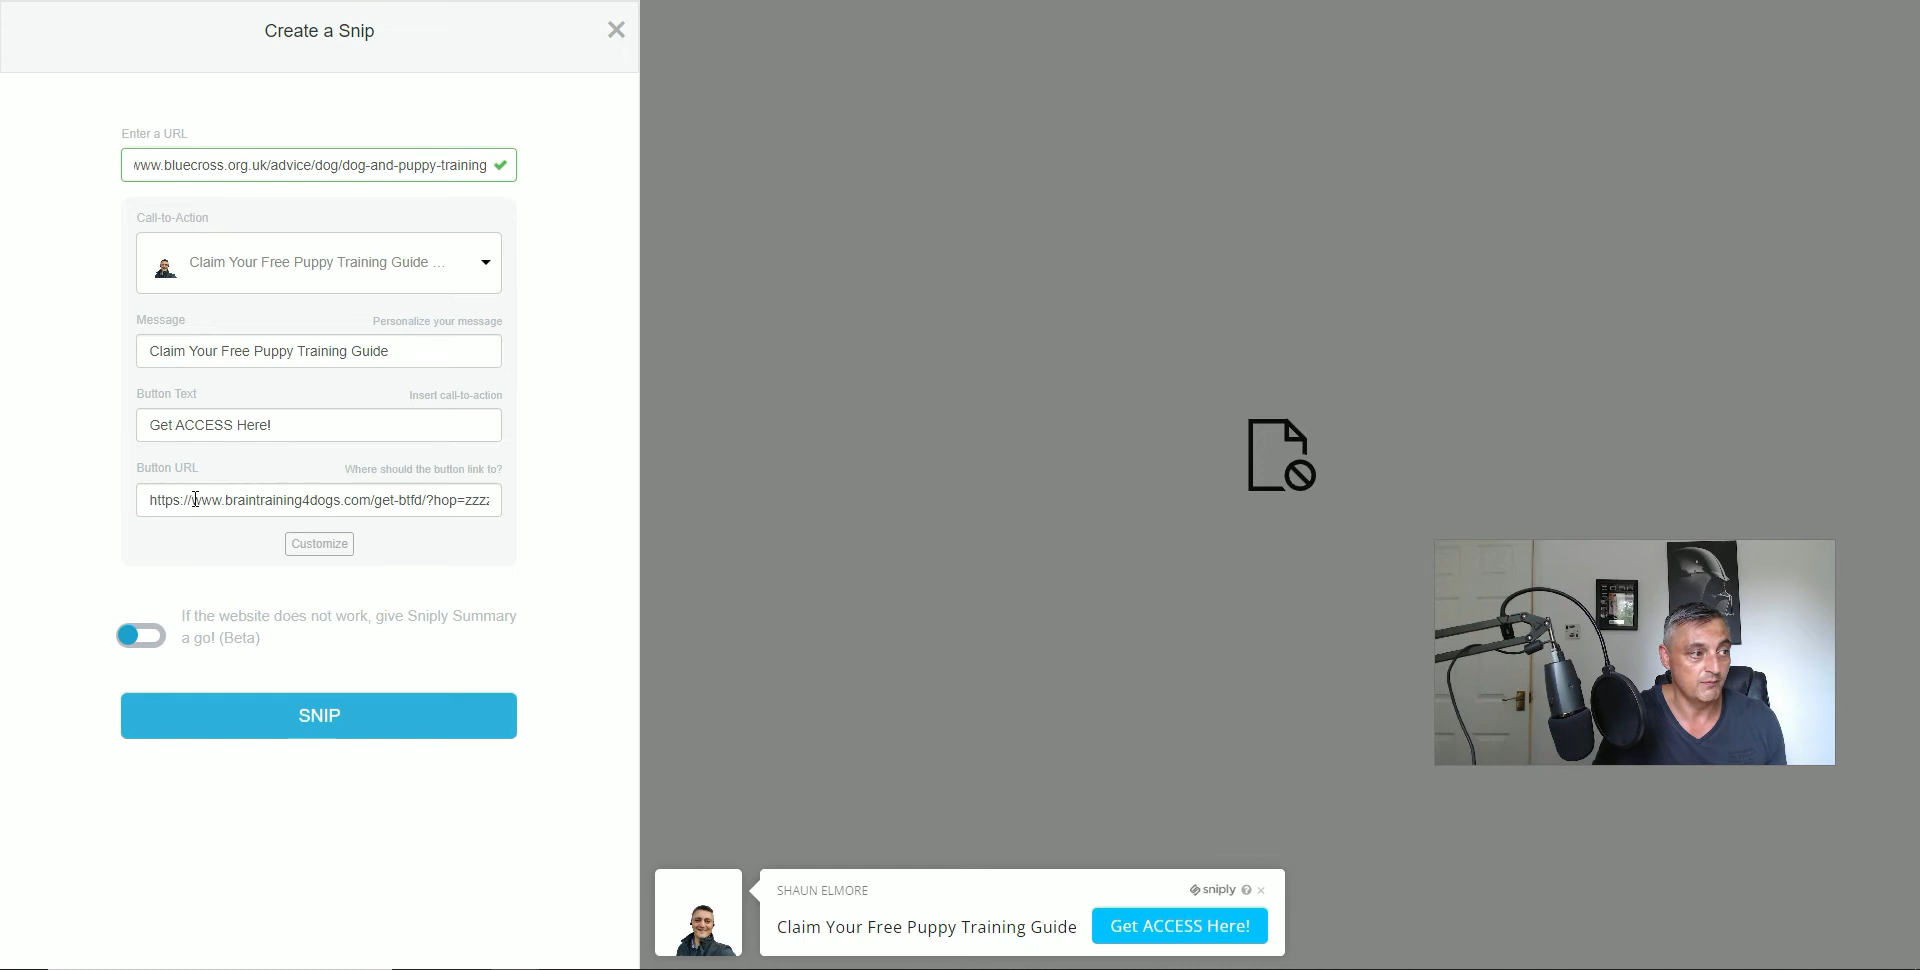 Create a Snip
Enter a URL
www.bluecross.org.uk/advice/dog/dog-and-puppy-training
Call-to-Action
Claim Your Free Puppy Training Guide ...
Message
Personalize your message
Claim Your Free Puppy Training Guide
Button Text
Insert call-to-action
Get ACCESS Here!
Button URL
Where should the button link to?
https://www.braintraining4dogs.com/get-btfd/?hop=zzzz
Customize
If the website does not work, give Sniply Summary
a go! (Beta)
SNIP
SHAUN ELMORE
sniply
Claim Your Free Puppy Training Guide
Get ACCESS Here!